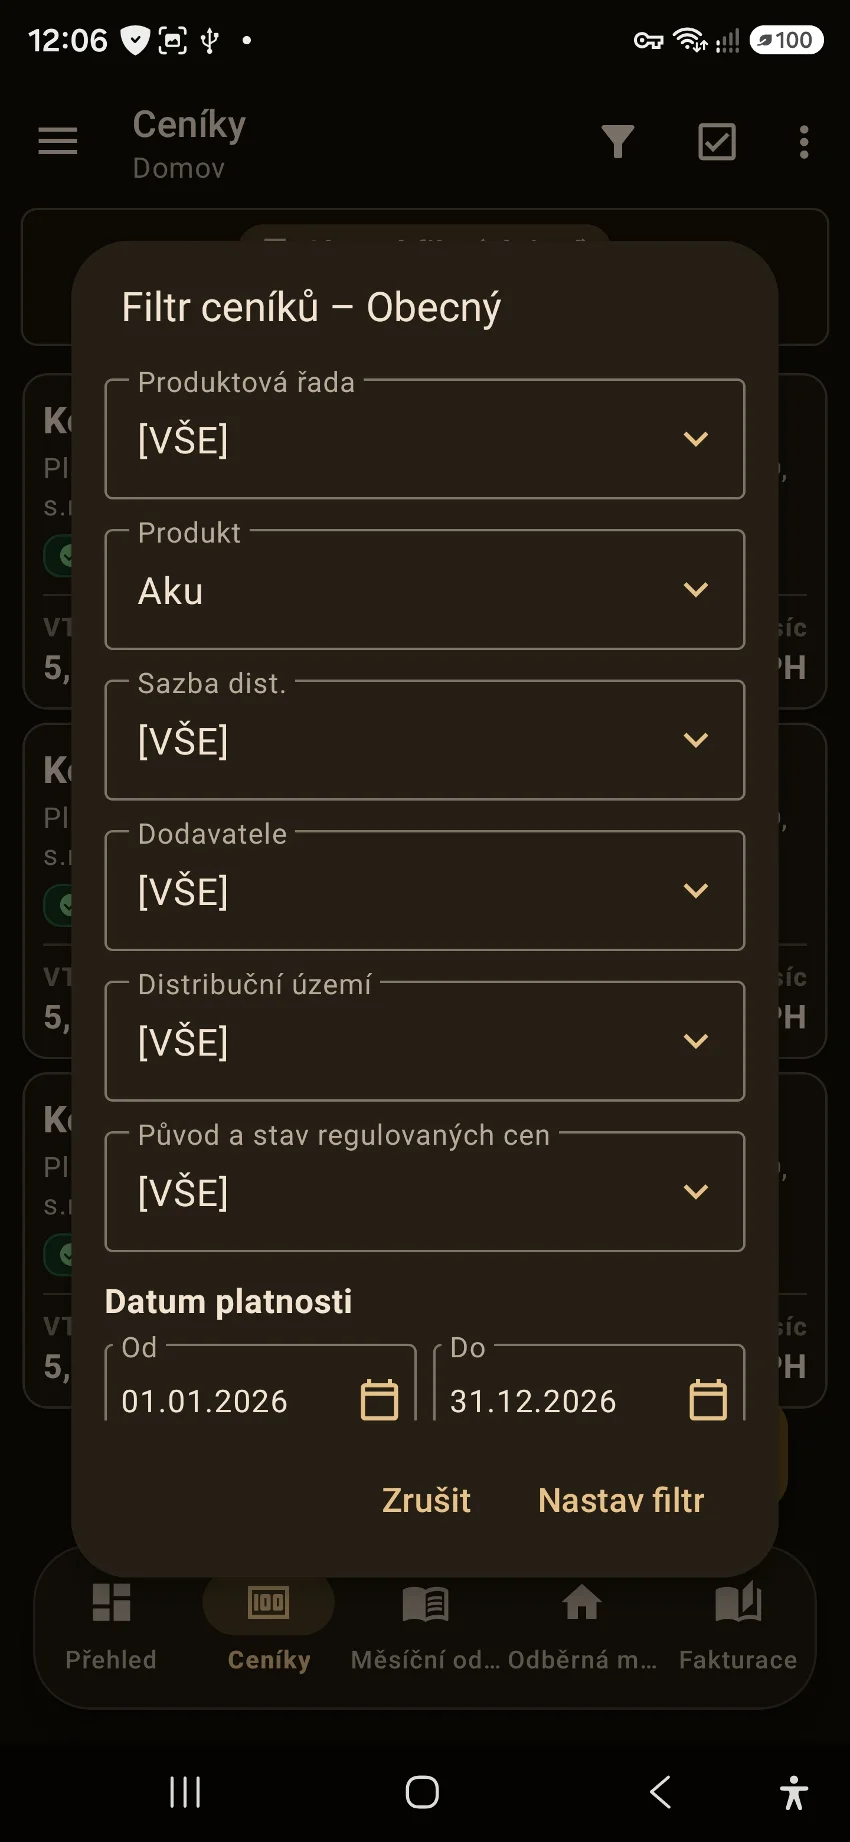 12:06
100
Ceníky
Domov
Filtr ceníků – Obecný
Produktová řada
[VŠE]
Produkt
Aku
Sazba dist.
[VŠE]
Dodavatele
[VŠE]
Distribuční území
[VŠE]
Původ a stav regulovaných cen
[VŠE]
Datum platnosti
Od
01.01.2026
Do
31.12.2026
Zrušit
Nastav filtr
Přehled
Ceníky
Měsíční od...
Odběrná m...
Fakturace